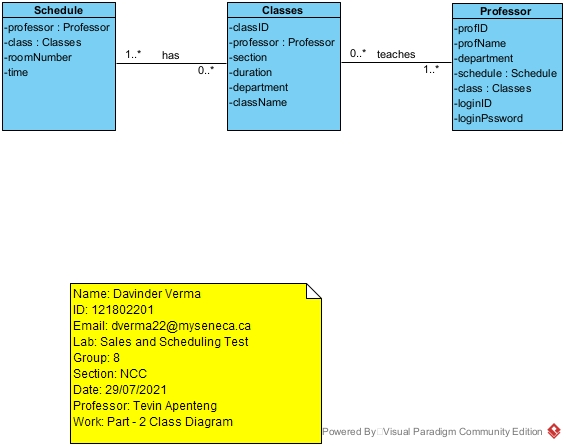 Schedule
-professor : Professor
-class : Classes
-roomNumber
-time
1..*
has
0..*
Classes
-classID
-professor : Professor
-section
-duration
-department
-className
0..*
teaches
1..*
Professor
-profID
-profName
-department
-schedule : Schedule
-class : Classes
-loginID
-loginPssword
Name: Davinder Verma
ID: 121802201
Email: dverma22@myseneca.ca
Lab: Sales and Scheduling Test
Group: 8
Section: NCC
Date: 29/07/2021
Professor: Tevin Apenteng
Work: Part - 2 Class Diagram
Powered By Visual Paradigm Community Edition